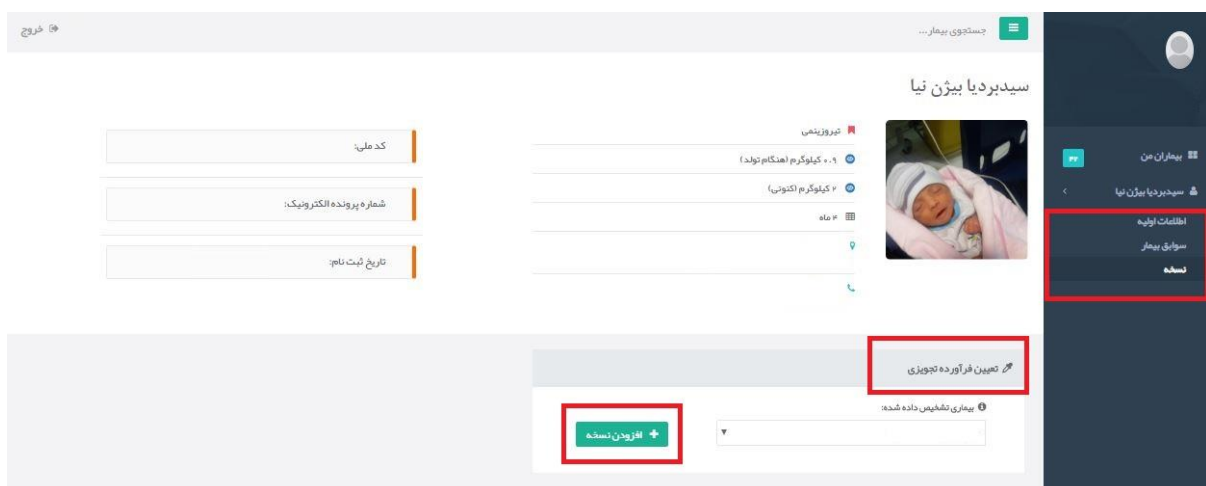 جستجوی بیمار...
خروج
سیدبردیا بیژن نیا
تیروزینمی
۰.۹ کیلوگرم (هنگام تولد)
۲ کیلوگرم (کنونی)
۴ ماه
کد ملی:
شماره پرونده الکترونیک:
تاریخ ثبت نام:
بیماران من
سیدبردیا بیژن نیا
اطلاعات اولیه
سوابق بیمار
نسخه
تعیین فرآورده تجویزی
بیماری تشخیص داده شده:
افزودن نسخه